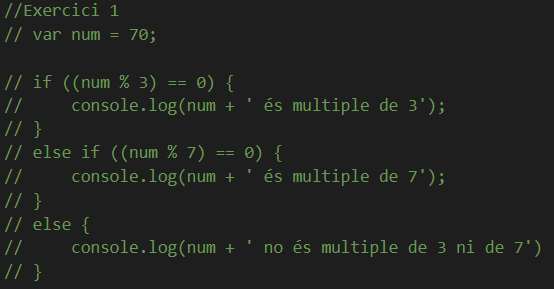 //Exercici 1
// var num = 70;
// if ((num % 3) == 0) {
//     console.log(num + ' és multiple de 3');
// }
// else if ((num % 7) == 0) {
//     console.log(num + ' és multiple de 7');
// }
// else {
//     console.log(num + ' no és multiple de 3 ni de 7')
// }